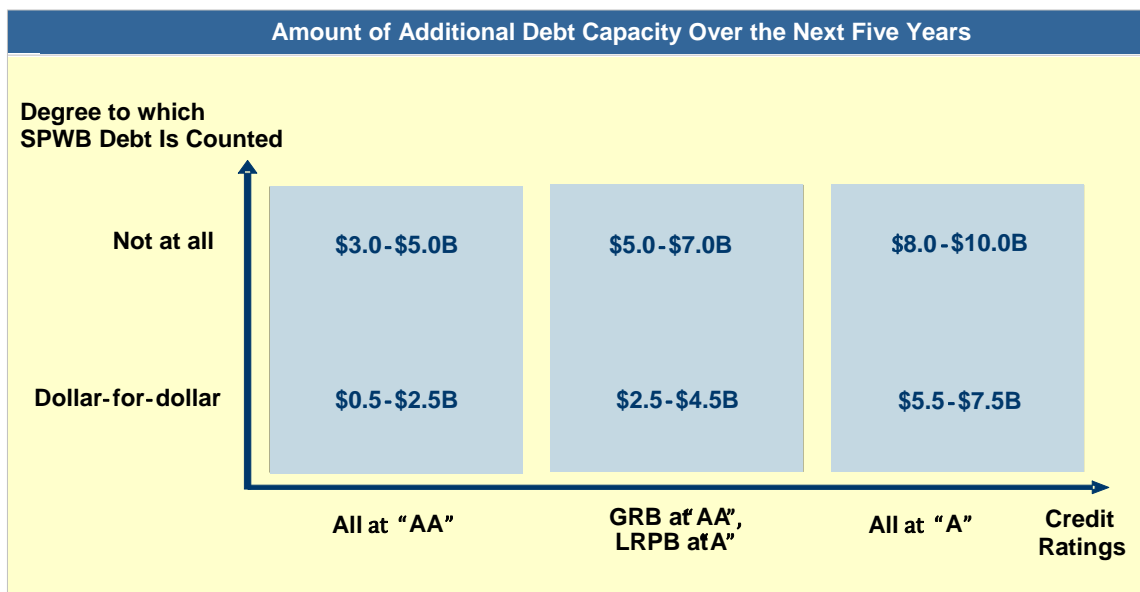 Amount of Additional Debt Capacity Over the Next Five Years
Degree to which
SPWB Debt Is Counted
Not at all
$3.0-$5.0B
$5.0-$7.0B
$8.0-$10.0B
Dollar-for-dollar
$0.5-$2.5B
$2.5-$4.5B
$5.5-$7.5B
All at “AA”
GRB at“AA”,
LRPB at“A”
All at “A”
Credit
Ratings